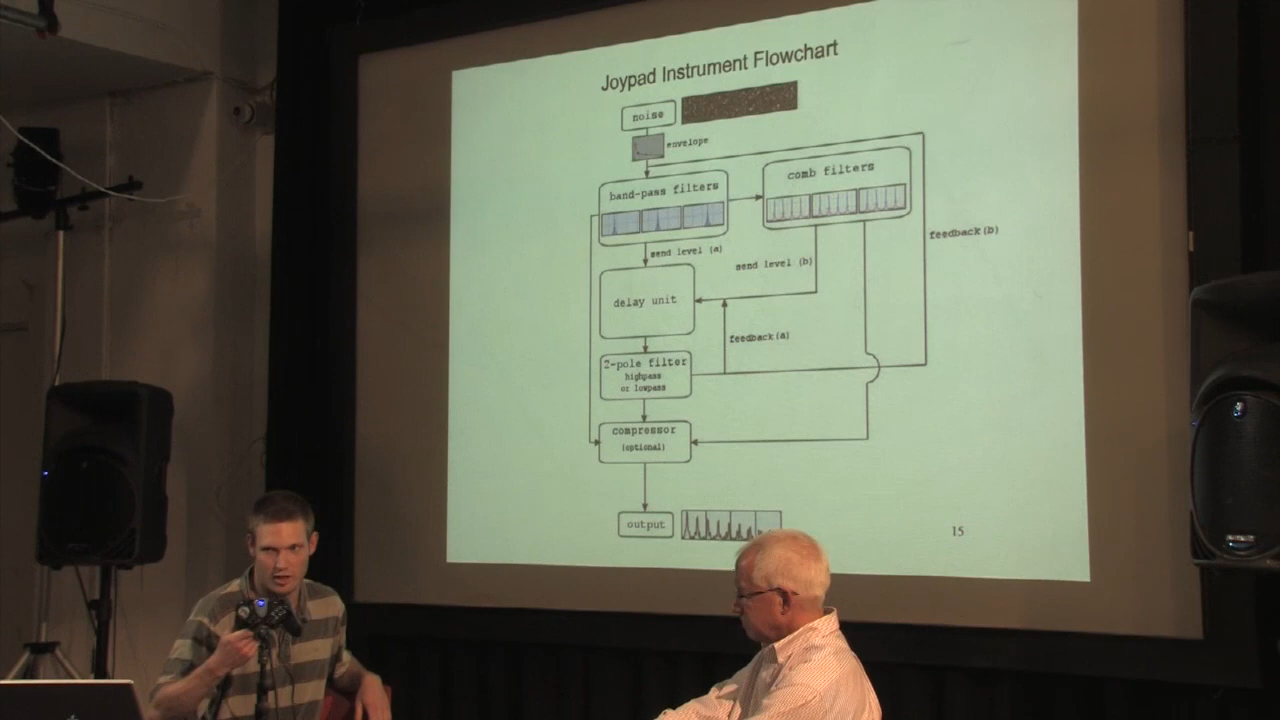 Joypad Instrument Flowchart
noise
envelope
band-pass filters
comb filters
feedback(b)
send level (a)
send level (b)
delay unit
feedback(a)
2-pole filter
highpass
or lowpass
compressor
(optional)
output
15